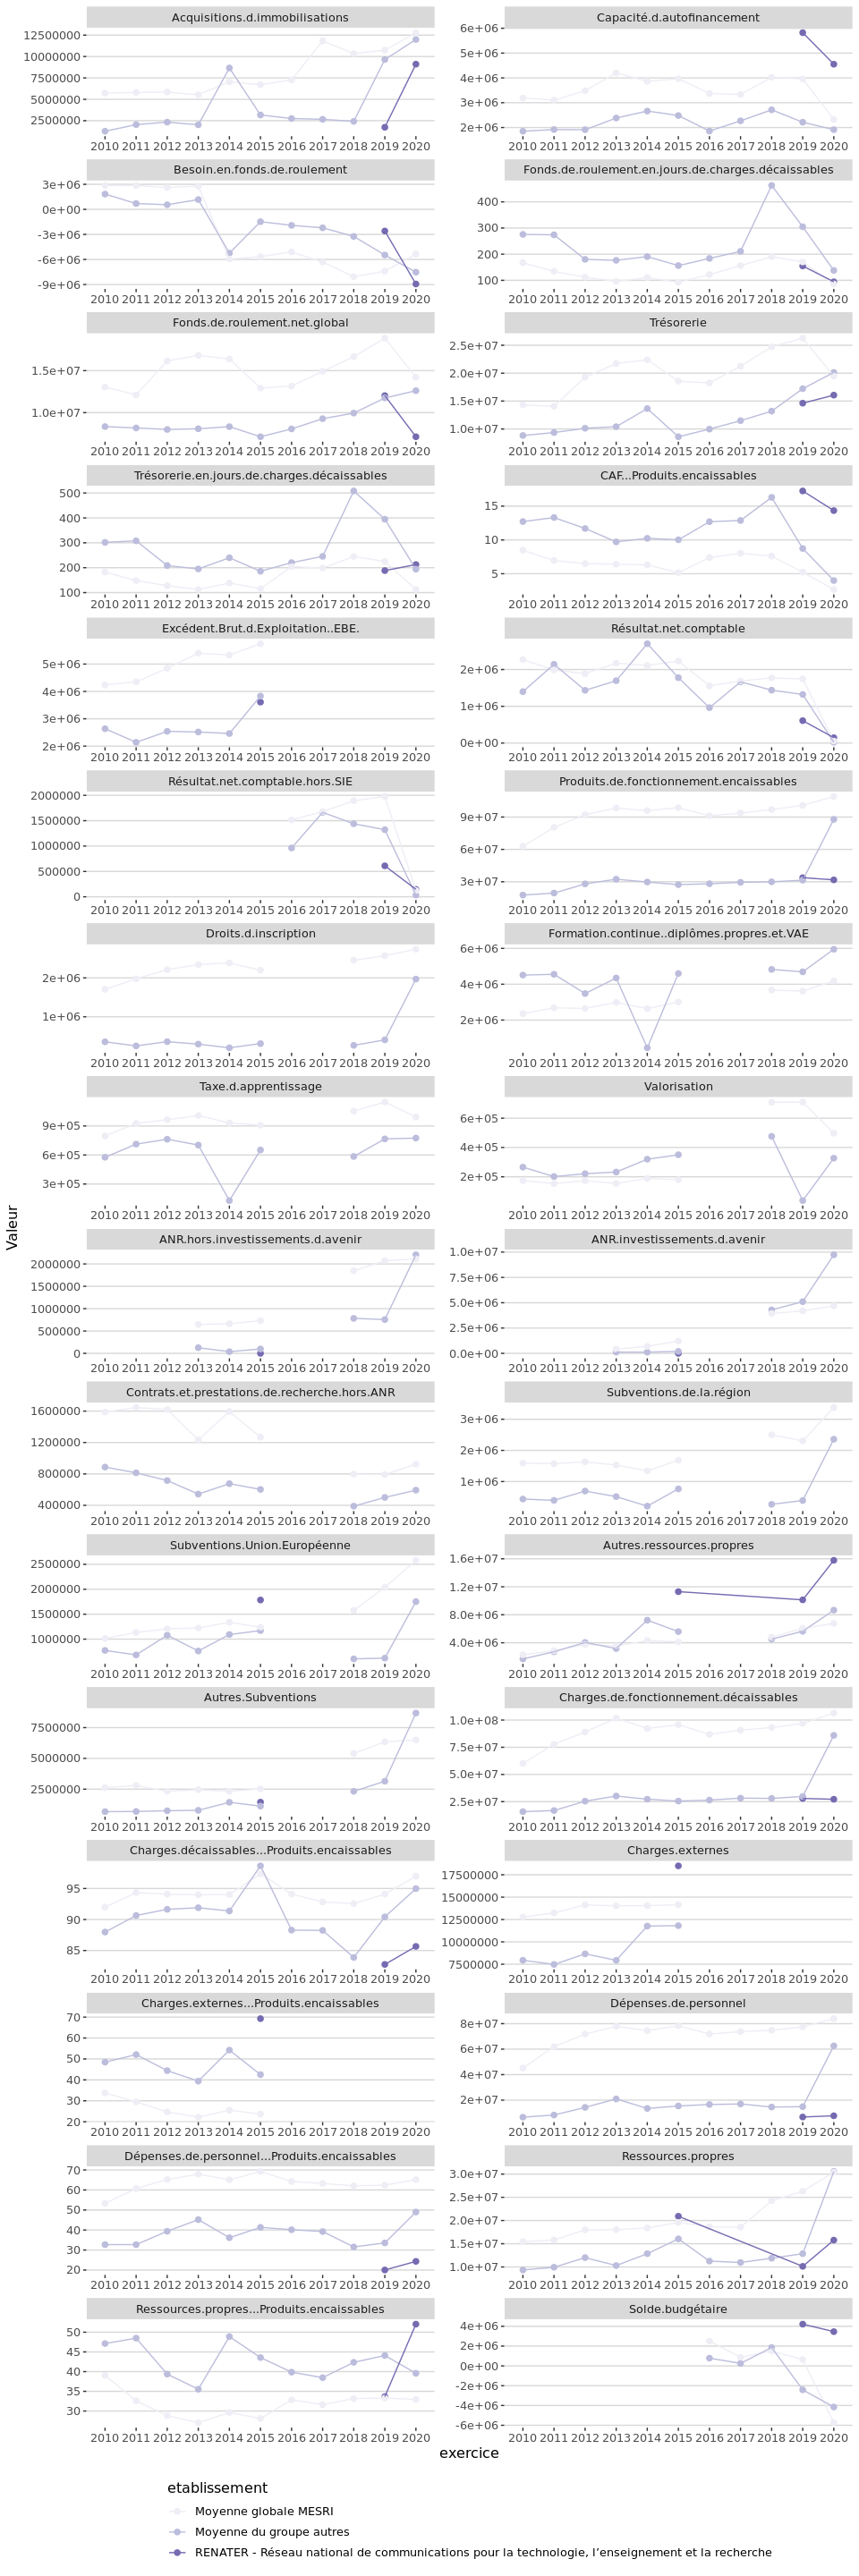 Acquisitions.d.immobilisations
12500000
10000000
7500000
5000000
2500000
2010 2011 2012 2013 2014 2015 2016 2017 2018 2019 2020
Capacité.d.autofinancement
6e+06
5e+06
4e+06
3e+06
2e+06
2010 2011 2012 2013 2014 2015 2016 2017 2018 2019 2020
Besoin.en.fonds.de.roulement
3e+06
0e+00
-3e+06
-6e+06
-9e+06
2010 2011 2012 2013 2014 2015 2016 2017 2018 2019 2020
Fonds.de.roulement.en.jours.de.charges.décaissables
400
300
200
100
2010 2011 2012 2013 2014 2015 2016 2017 2018 2019 2020
Fonds.de.roulement.net.global
1.5e+07
1.0e+07
2010 2011 2012 2013 2014 2015 2016 2017 2018 2019 2020
Trésorerie
2.5e+07
2.0e+07
1.5e+07
1.0e+07
2010 2011 2012 2013 2014 2015 2016 2017 2018 2019 2020
Trésorerie.en.jours.de.charges.décaissables
500
400
300
200
100
2010 2011 2012 2013 2014 2015 2016 2017 2018 2019 2020
CAF...Produits.encaissables
15
10
5
2010 2011 2012 2013 2014 2015 2016 2017 2018 2019 2020
Excédent.Brut.d.Exploitation..EBE.
5e+06
4e+06
3e+06
2e+06
2010 2011 2012 2013 2014 2015 2016 2017 2018 2019 2020
Résultat.net.comptable
2e+06
1e+06
0e+00
2010 2011 2012 2013 2014 2015 2016 2017 2018 2019 2020
Résultat.net.comptable.hors.SIE
2000000
1500000
1000000
500000
0
2010 2011 2012 2013 2014 2015 2016 2017 2018 2019 2020
Produits.de.fonctionnement.encaissables
9e+07
6e+07
3e+07
2010 2011 2012 2013 2014 2015 2016 2017 2018 2019 2020
Droits.d.inscription
2e+06
1e+06
2010 2011 2012 2013 2014 2015 2016 2017 2018 2019 2020
Formation.continue..diplômes.propres.et.VAE
6e+06
4e+06
2e+06
2010 2011 2012 2013 2014 2015 2016 2017 2018 2019 2020
Taxe.d.apprentissage
9e+05
6e+05
3e+05
2010 2011 2012 2013 2014 2015 2016 2017 2018 2019 2020
Valorisation
6e+05
4e+05
2e+05
2010 2011 2012 2013 2014 2015 2016 2017 2018 2019 2020
Valeur
ANR.hors.investissements.d.avenir
2000000
1500000
1000000
500000
0
2010 2011 2012 2013 2014 2015 2016 2017 2018 2019 2020
ANR.investissements.d.avenir
1.0e+07
7.5e+06
5.0e+06
2.5e+06
0.0e+00
2010 2011 2012 2013 2014 2015 2016 2017 2018 2019 2020
Contrats.et.prestations.de.recherche.hors.ANR
1600000
1200000
800000
400000
2010 2011 2012 2013 2014 2015 2016 2017 2018 2019 2020
Subventions.de.la.région
3e+06
2e+06
1e+06
2010 2011 2012 2013 2014 2015 2016 2017 2018 2019 2020
Subventions.Union.Européenne
2500000
2000000
1500000
1000000
2010 2011 2012 2013 2014 2015 2016 2017 2018 2019 2020
Autres.ressources.propres
1.6e+07
1.2e+07
8.0e+06
4.0e+06
2010 2011 2012 2013 2014 2015 2016 2017 2018 2019 2020
Autres.Subventions
7500000
5000000
2500000
2010 2011 2012 2013 2014 2015 2016 2017 2018 2019 2020
Charges.de.fonctionnement.décaissables
1.0e+08
7.5e+07
5.0e+07
2.5e+07
2010 2011 2012 2013 2014 2015 2016 2017 2018 2019 2020
Charges.décaissables...Produits.encaissables
95
90
85
2010 2011 2012 2013 2014 2015 2016 2017 2018 2019 2020
Charges.externes
17500000
15000000
12500000
10000000
7500000
2010 2011 2012 2013 2014 2015 2016 2017 2018 2019 2020
Charges.externes...Produits.encaissables
70
60
50
40
30
20
2010 2011 2012 2013 2014 2015 2016 2017 2018 2019 2020
Dépenses.de.personnel
8e+07
6e+07
4e+07
2e+07
2010 2011 2012 2013 2014 2015 2016 2017 2018 2019 2020
Dépenses.de.personnel...Produits.encaissables
70
60
50
40
30
20
2010 2011 2012 2013 2014 2015 2016 2017 2018 2019 2020
Ressources.propres
3.0e+07
2.5e+07
2.0e+07
1.5e+07
1.0e+07
2010 2011 2012 2013 2014 2015 2016 2017 2018 2019 2020
Ressources.propres...Produits.encaissables
50
45
40
35
30
2010 2011 2012 2013 2014 2015 2016 2017 2018 2019 2020
Solde.budgétaire
4e+06
2e+06
0e+00
-2e+06
-4e+06
-6e+06
2010 2011 2012 2013 2014 2015 2016 2017 2018 2019 2020
exercice
etablissement
Moyenne globale MESRI
Moyenne du groupe autres
RENATER - Réseau national de communications pour la technologie, l’enseignement et la recherche